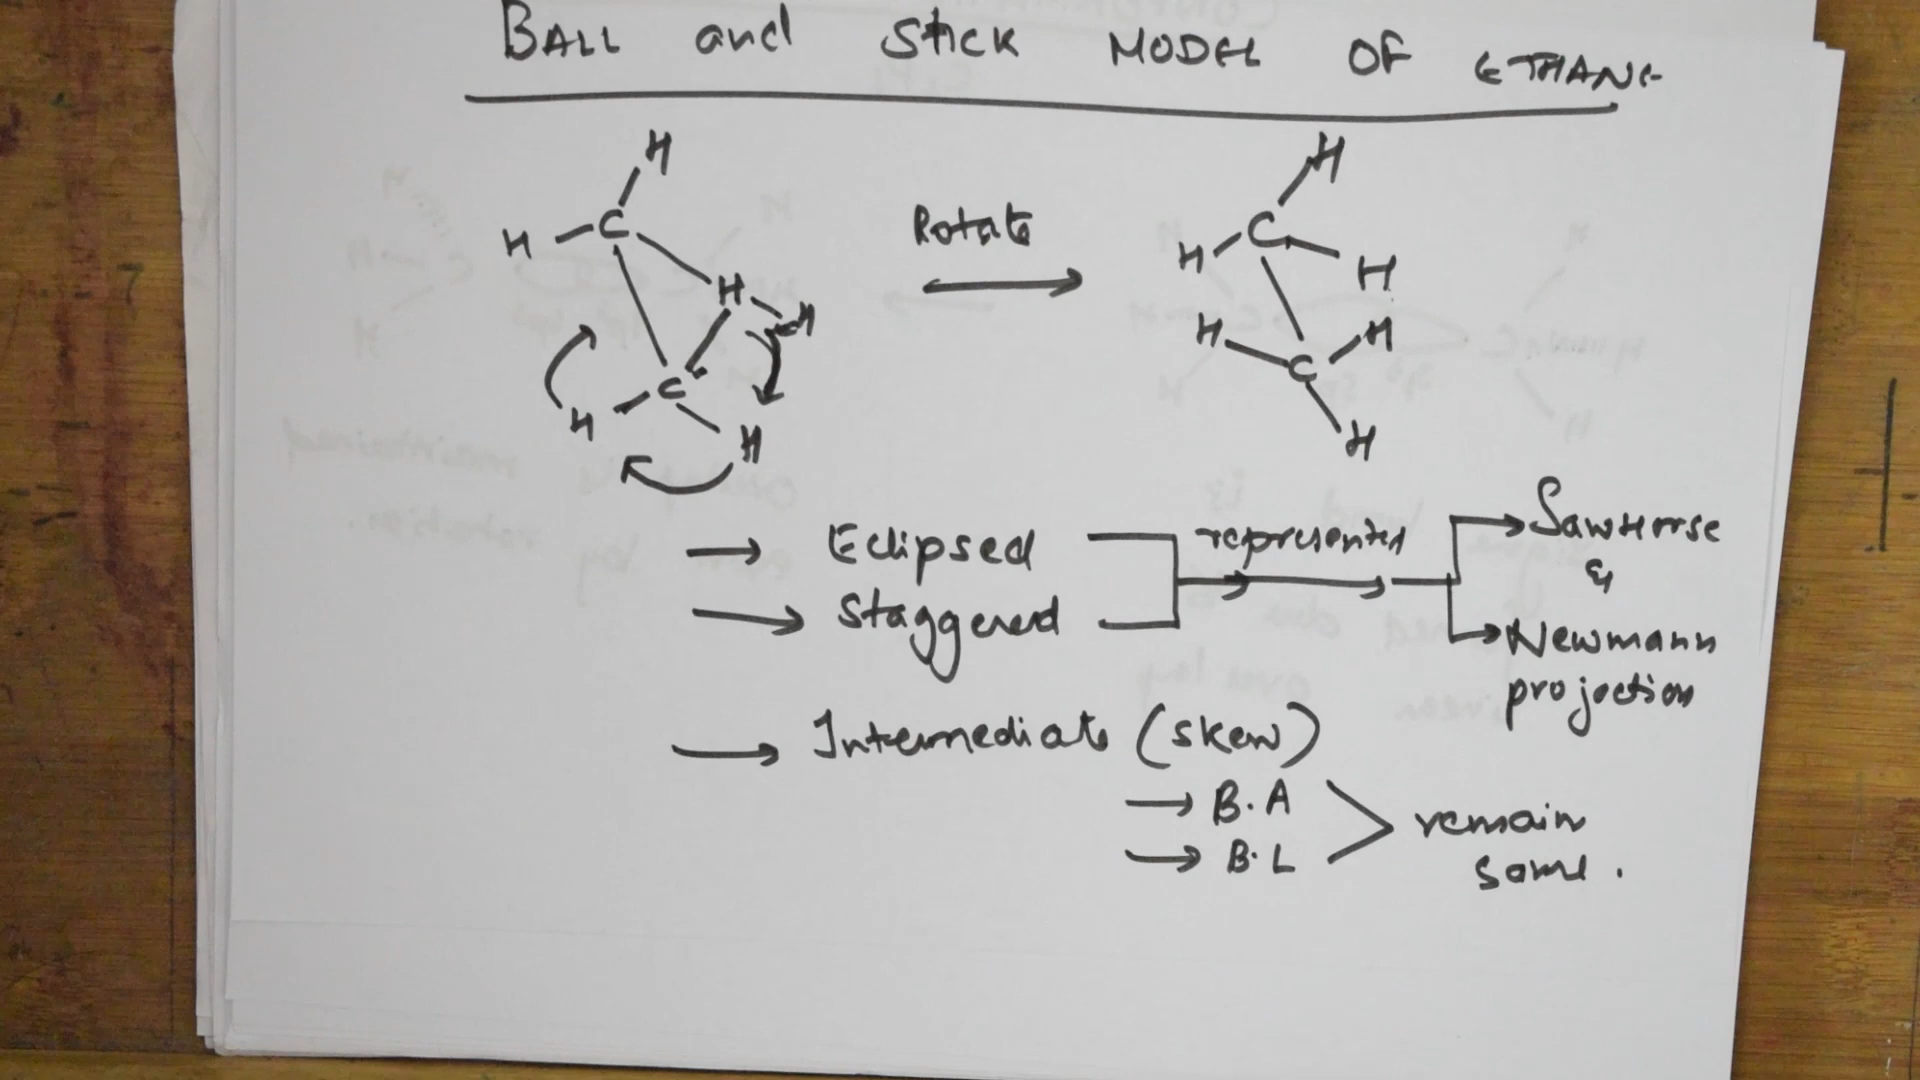 BALL and Stick MODEL OF ETHANE
H
H C
H H
C
H H
Rotate
H
C
H H
H H
C
H
→ Eclipsed
→ Staggered
represented
SawHorse
&
Newmann
projection
→ Intermediate (skew)
→ B.A
→ B.L
remain
same.